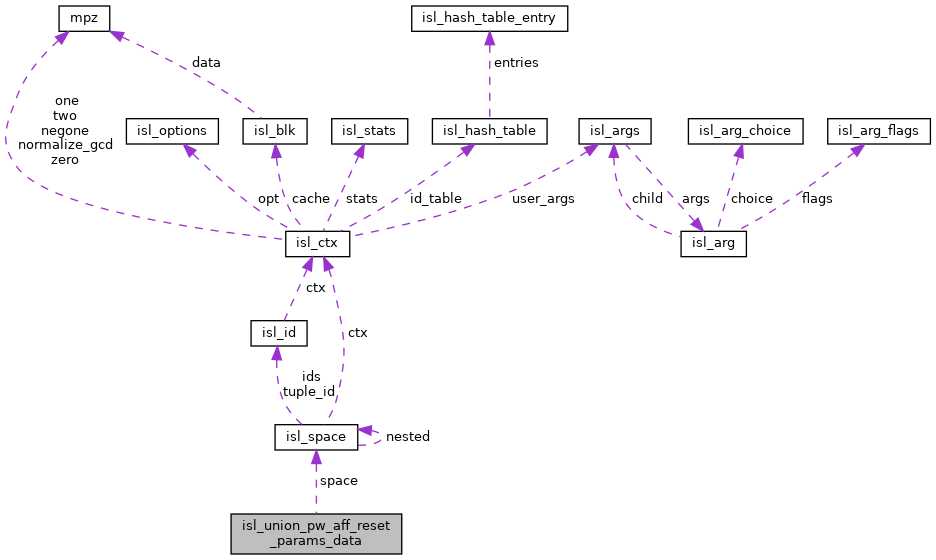 mpz
isl_hash_table_entry
data
entries
one
two
negone
normalize_gcd
zero
isl_options
isl_blk
isl_stats
isl_hash_table
isl_args
isl_arg_choice
isl_arg_flags
opt
cache
stats
id_table
user_args
child
args
choice
flags
isl_ctx
isl_arg
ctx
isl_id
ctx
ids
tuple_id
isl_space
nested
space
isl_union_pw_aff_reset
_params_data